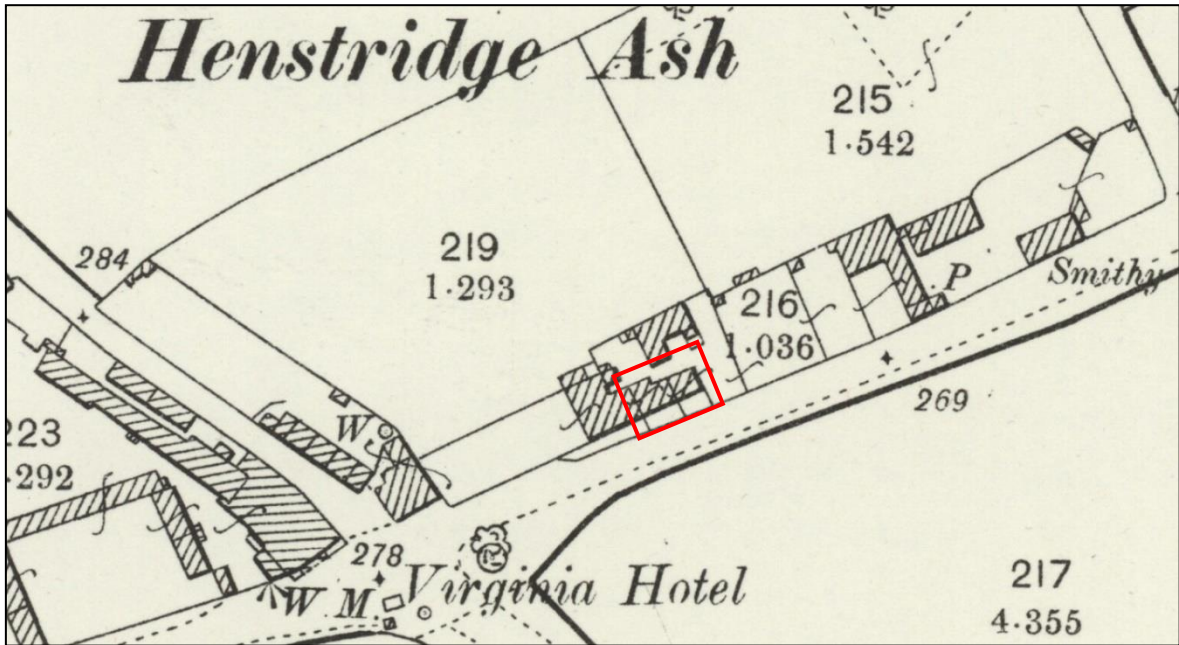 Henstridge Ash
215
1·542
284
219
1·293
216
1·036
P
Smithy
269
223
·292
W
278
W M
Virginia Hotel
217
4·355